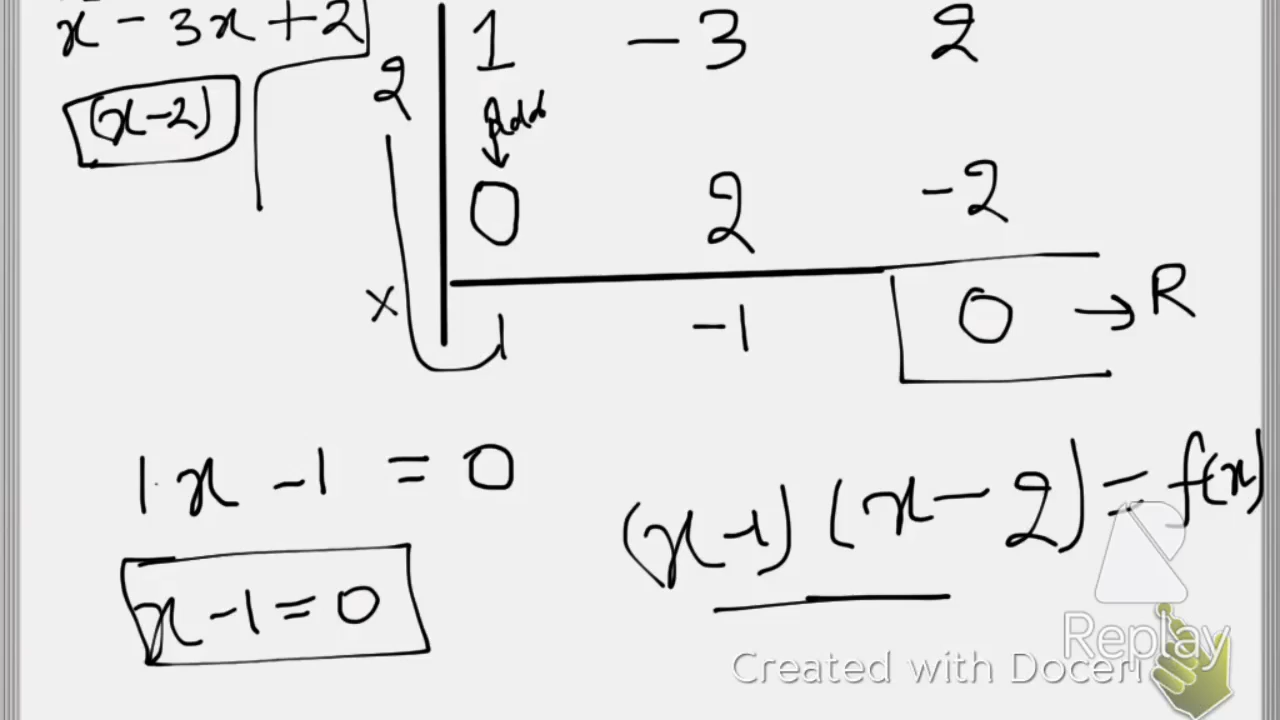 x - 3x + 2
(x-2)
2 1 -3 2
Add
0 2 -2
x 1 -1 0 → R
1x - 1 = 0
(x-1) (x-2) = f(x)
x - 1 = 0
Replay
Created with Doceri